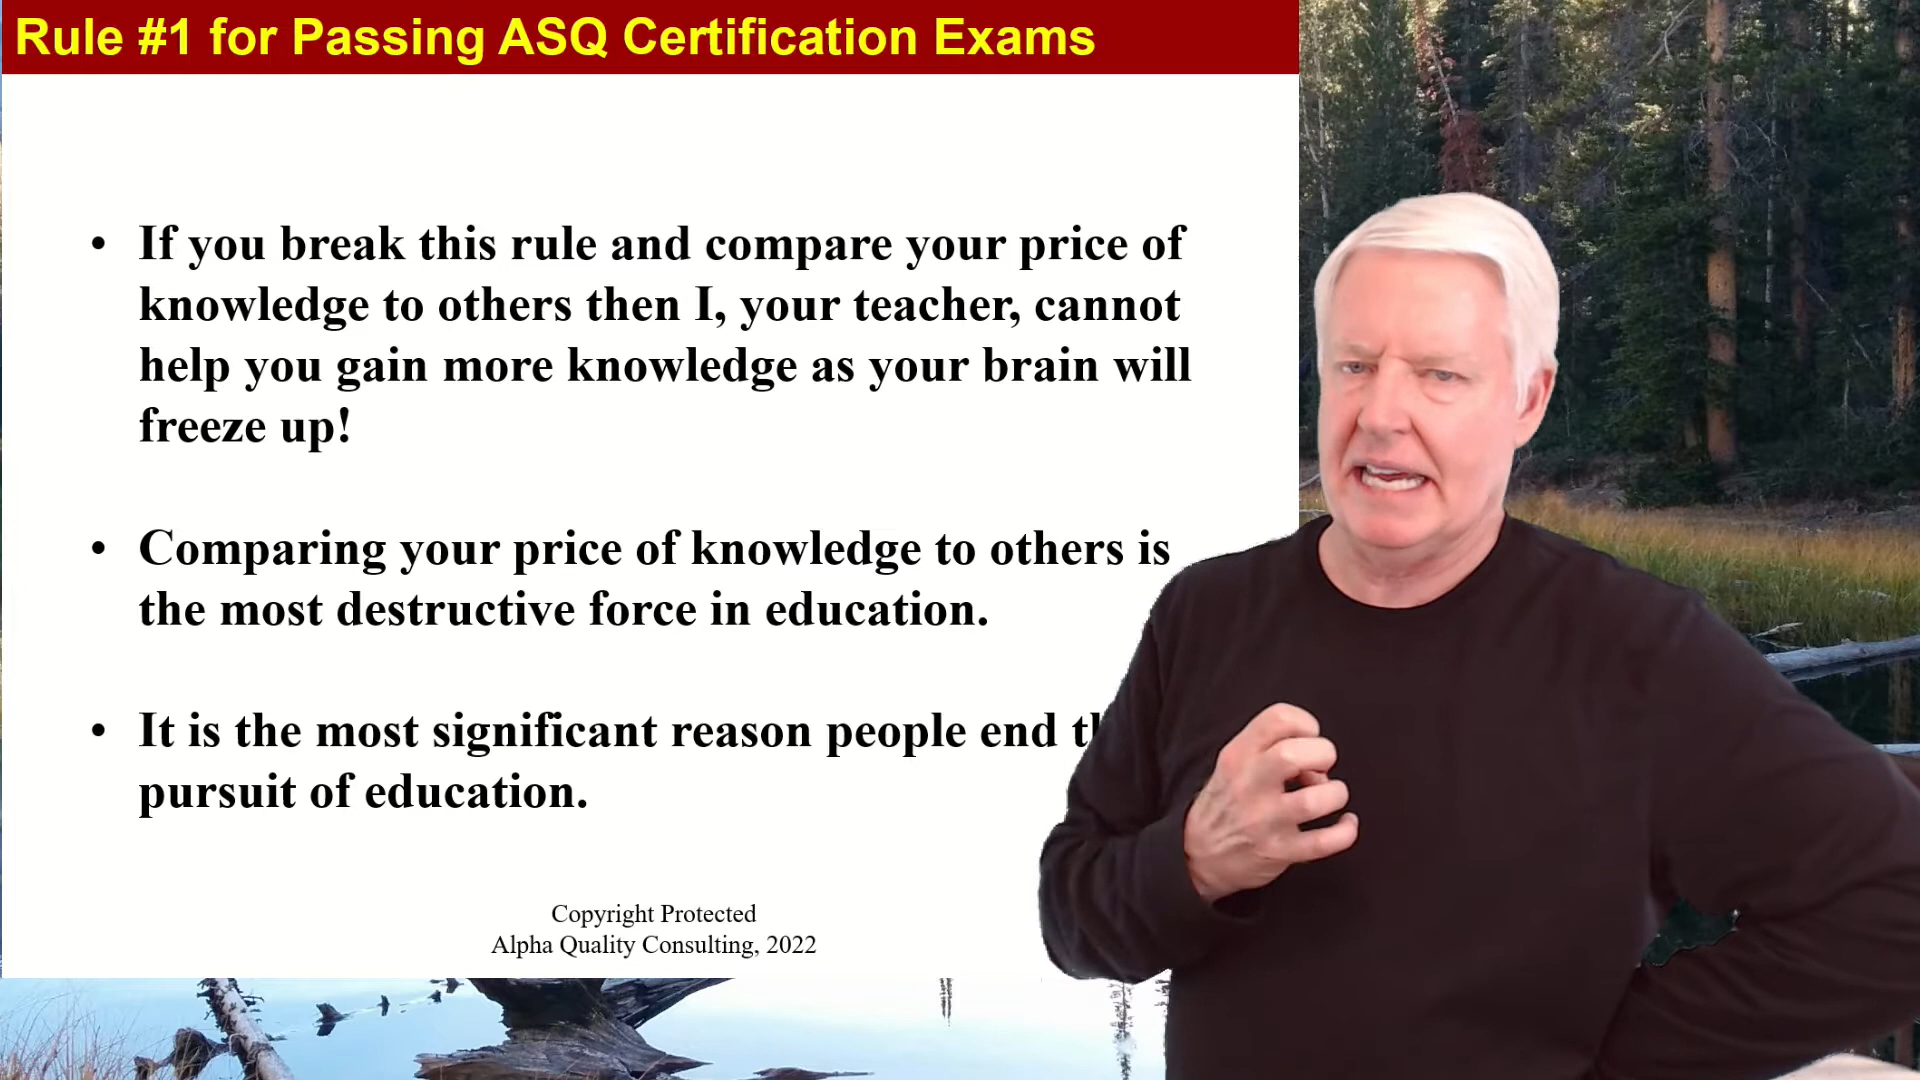 Rule #1 for Passing ASQ Certification Exams
• If you break this rule and compare your price of
knowledge to others then I, your teacher, cannot
help you gain more knowledge as your brain will
freeze up!
• Comparing your price of knowledge to others is
the most destructive force in education.
• It is the most significant reason people end
pursuit of education.
Copyright Protected
Alpha Quality Consulting, 2022